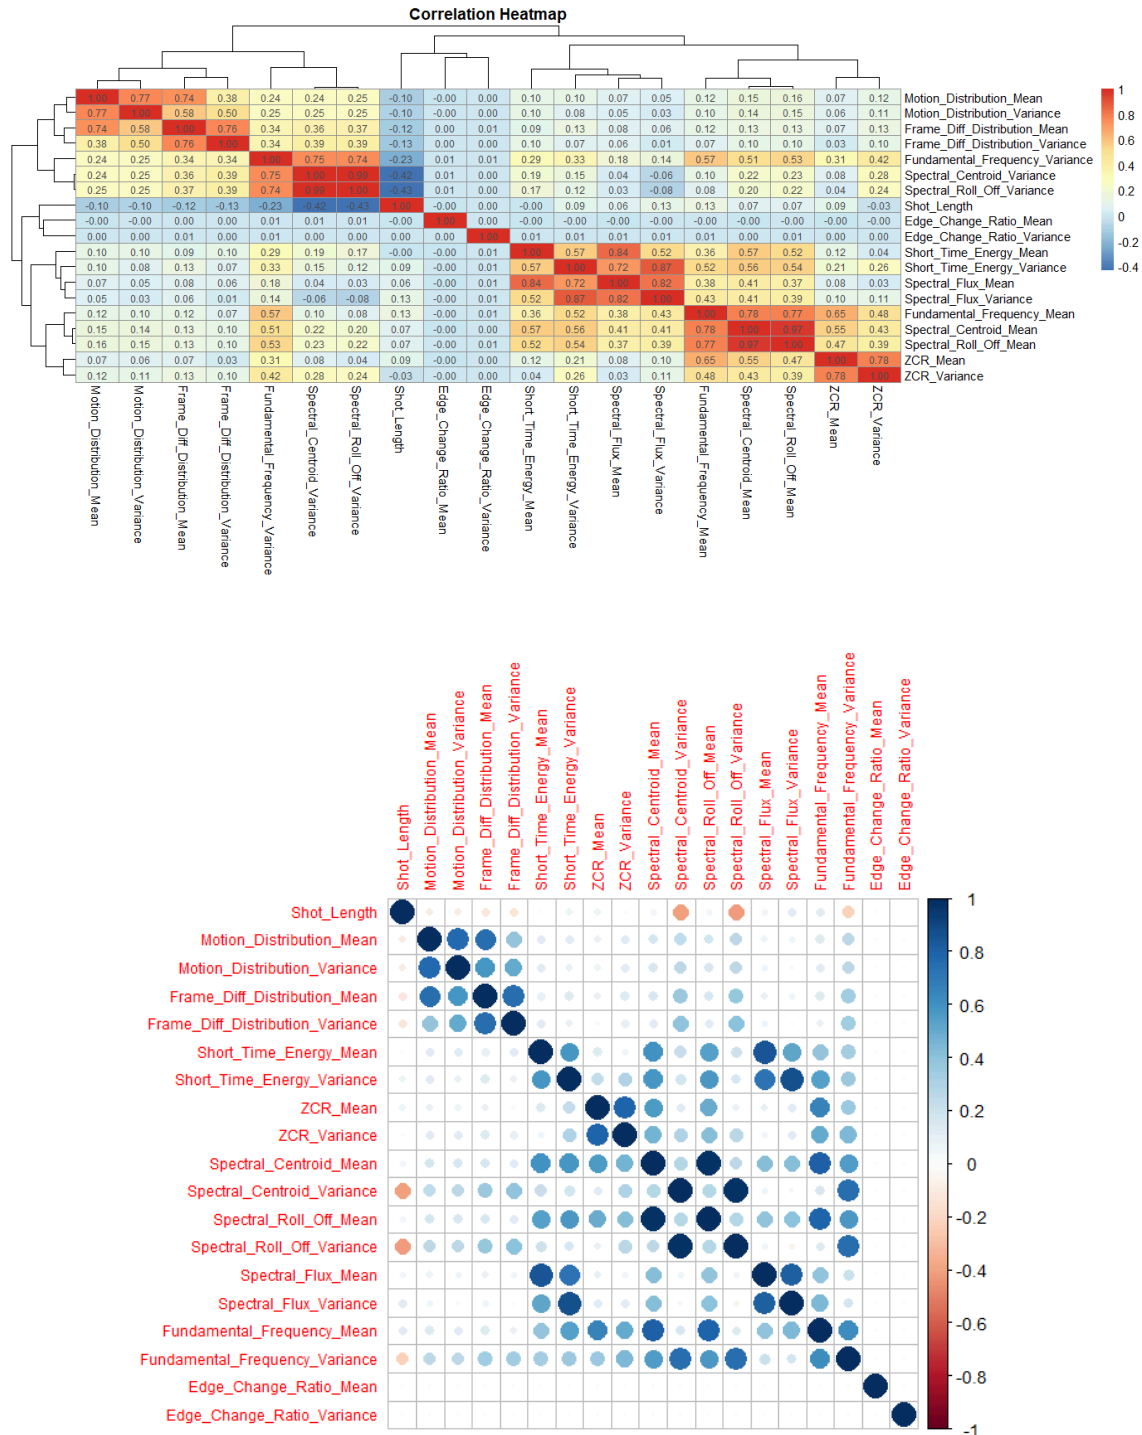 Correlation Heatmap
1.00 0.77 0.74 0.38 0.24 0.24 0.25 -0.10 -0.00 0.00 0.10 0.10 0.07 0.05 0.12 0.15 0.16 0.07 0.12 Motion_Distribution_Mean
0.77 1.00 0.58 0.50 0.25 0.25 0.25 -0.10 -0.00 0.00 0.10 0.08 0.05 0.03 0.10 0.14 0.15 0.06 0.11 Motion_Distribution_Variance
0.74 0.58 1.00 0.76 0.34 0.36 0.37 -0.12 -0.00 0.01 0.09 0.13 0.08 0.06 0.12 0.13 0.13 0.07 0.13 Frame_Diff_Distribution_Mean
0.38 0.50 0.76 1.00 0.34 0.39 0.39 -0.13 -0.00 0.00 0.10 0.07 0.06 0.01 0.07 0.10 0.10 0.03 0.10 Frame_Diff_Distribution_Variance
0.24 0.25 0.34 0.34 1.00 0.75 0.74 -0.23 0.01 0.01 0.29 0.33 0.18 0.14 0.57 0.51 0.53 0.31 0.42 Fundamental_Frequency_Variance
0.24 0.25 0.36 0.39 0.75 1.00 0.99 -0.42 0.01 0.00 0.19 0.15 0.04 -0.06 0.10 0.22 0.23 0.08 0.28 Spectral_Centroid_Variance
0.25 0.25 0.37 0.39 0.74 0.99 1.00 -0.43 0.01 0.00 0.17 0.12 0.03 -0.08 0.08 0.20 0.22 0.04 0.24 Spectral_Roll_Off_Variance
-0.10 -0.10 -0.12 -0.13 -0.23 -0.42 -0.43 1.00 -0.00 0.00 -0.00 0.09 0.06 0.13 0.13 0.07 0.07 0.09 -0.03 Shot_Length
-0.00 -0.00 -0.00 -0.00 0.01 0.01 0.01 -0.00 1.00 0.00 -0.00 -0.00 -0.00 -0.00 -0.00 -0.00 -0.00 -0.00 -0.00 Edge_Change_Ratio_Mean
0.00 0.00 0.01 0.00 0.01 0.00 0.00 0.00 0.00 1.00 0.01 0.01 0.01 0.01 0.01 0.00 0.01 0.00 0.01 Edge_Change_Ratio_Variance
0.10 0.10 0.09 0.10 0.29 0.19 0.17 -0.00 -0.00 0.01 1.00 0.57 0.84 0.52 0.36 0.57 0.52 0.12 0.04 Short_Time_Energy_Mean
0.10 0.08 0.13 0.07 0.33 0.15 0.12 0.09 -0.00 0.01 0.57 1.00 0.72 0.87 0.52 0.56 0.54 0.21 0.26 Short_Time_Energy_Variance
0.07 0.05 0.08 0.06 0.18 0.04 0.03 0.06 -0.00 0.01 0.84 0.72 1.00 0.82 0.38 0.41 0.37 0.08 0.03 Spectral_Flux_Mean
0.05 0.03 0.06 0.01 0.14 -0.06 -0.08 0.13 -0.00 0.01 0.52 0.87 0.82 1.00 0.43 0.41 0.39 0.10 0.11 Spectral_Flux_Variance
0.12 0.10 0.12 0.07 0.57 0.10 0.08 0.13 -0.00 0.01 0.36 0.52 0.38 0.43 1.00 0.78 0.77 0.65 0.48 Fundamental_Frequency_Mean
0.15 0.14 0.13 0.10 0.51 0.22 0.20 0.07 -0.00 0.00 0.57 0.56 0.41 0.41 0.78 1.00 0.97 0.55 0.43 Spectral_Centroid_Mean
0.16 0.15 0.13 0.10 0.53 0.23 0.22 0.07 -0.00 0.01 0.52 0.54 0.37 0.39 0.77 0.97 1.00 0.47 0.39 Spectral_Roll_Off_Mean
0.07 0.06 0.07 0.03 0.31 0.08 0.04 0.09 -0.00 0.00 0.12 0.21 0.08 0.10 0.65 0.55 0.47 1.00 0.78 ZCR_Mean
0.12 0.11 0.13 0.10 0.42 0.28 0.24 -0.03 -0.00 0.01 0.04 0.26 0.03 0.11 0.48 0.43 0.39 0.78 1.00 ZCR_Variance
Motion_Distribution_Mean
Motion_Distribution_Variance
Frame_Diff_Distribution_Mean
Frame_Diff_Distribution_Variance
Fundamental_Frequency_Variance
Spectral_Centroid_Variance
Spectral_Roll_Off_Variance
Shot_Length
Edge_Change_Ratio_Mean
Edge_Change_Ratio_Variance
Short_Time_Energy_Mean
Short_Time_Energy_Variance
Spectral_Flux_Mean
Spectral_Flux_Variance
Fundamental_Frequency_Mean
Spectral_Centroid_Mean
Spectral_Roll_Off_Mean
ZCR_Mean
ZCR_Variance
1
0.8
0.6
0.4
0.2
0
-0.2
-0.4
Shot_Length
Motion_Distribution_Mean
Motion_Distribution_Variance
Frame_Diff_Distribution_Mean
Frame_Diff_Distribution_Variance
Short_Time_Energy_Mean
Short_Time_Energy_Variance
ZCR_Mean
ZCR_Variance
Spectral_Centroid_Mean
Spectral_Centroid_Variance
Spectral_Roll_Off_Mean
Spectral_Roll_Off_Variance
Spectral_Flux_Mean
Spectral_Flux_Variance
Fundamental_Frequency_Mean
Fundamental_Frequency_Variance
Edge_Change_Ratio_Mean
Edge_Change_Ratio_Variance
Shot_Length
Motion_Distribution_Mean
Motion_Distribution_Variance
Frame_Diff_Distribution_Mean
Frame_Diff_Distribution_Variance
Short_Time_Energy_Mean
Short_Time_Energy_Variance
ZCR_Mean
ZCR_Variance
Spectral_Centroid_Mean
Spectral_Centroid_Variance
Spectral_Roll_Off_Mean
Spectral_Roll_Off_Variance
Spectral_Flux_Mean
Spectral_Flux_Variance
Fundamental_Frequency_Mean
Fundamental_Frequency_Variance
Edge_Change_Ratio_Mean
Edge_Change_Ratio_Variance
1
0.8
0.6
0.4
0.2
0
-0.2
-0.4
-0.6
-0.8
-1